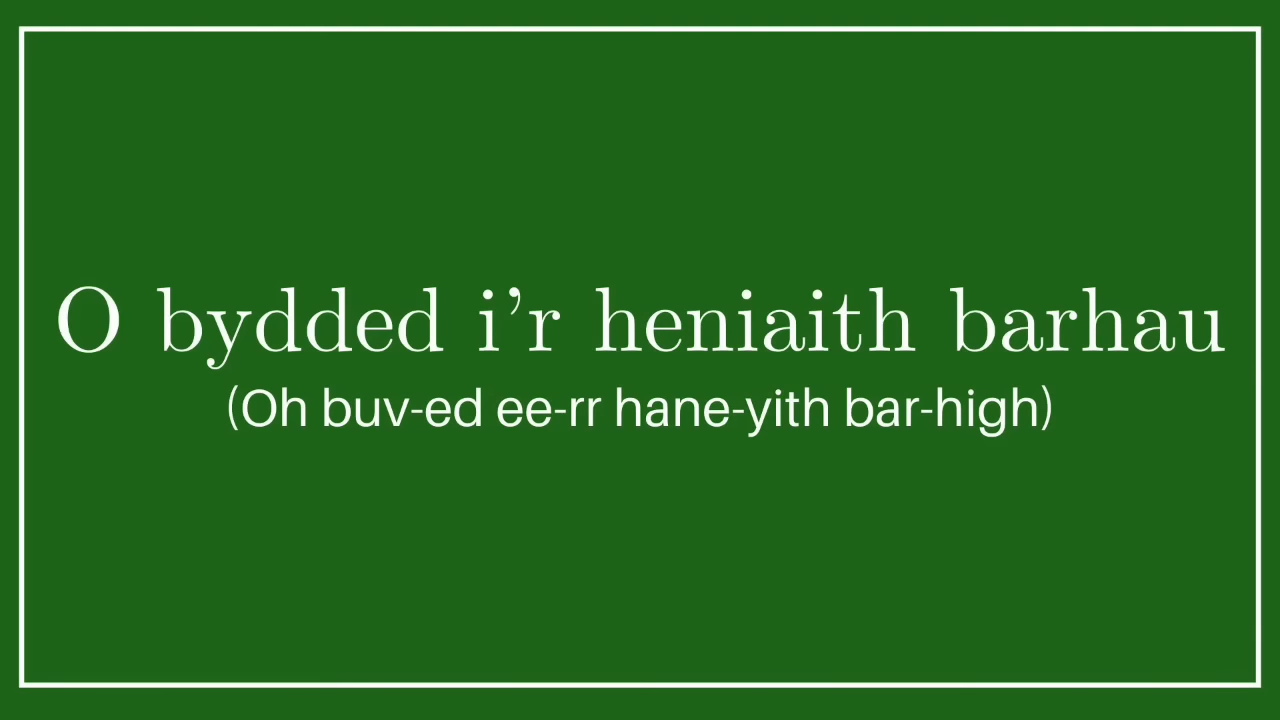 O bydded i’r heniaith barhau
(Oh buv-ed ee-rr hane-yith bar-high)